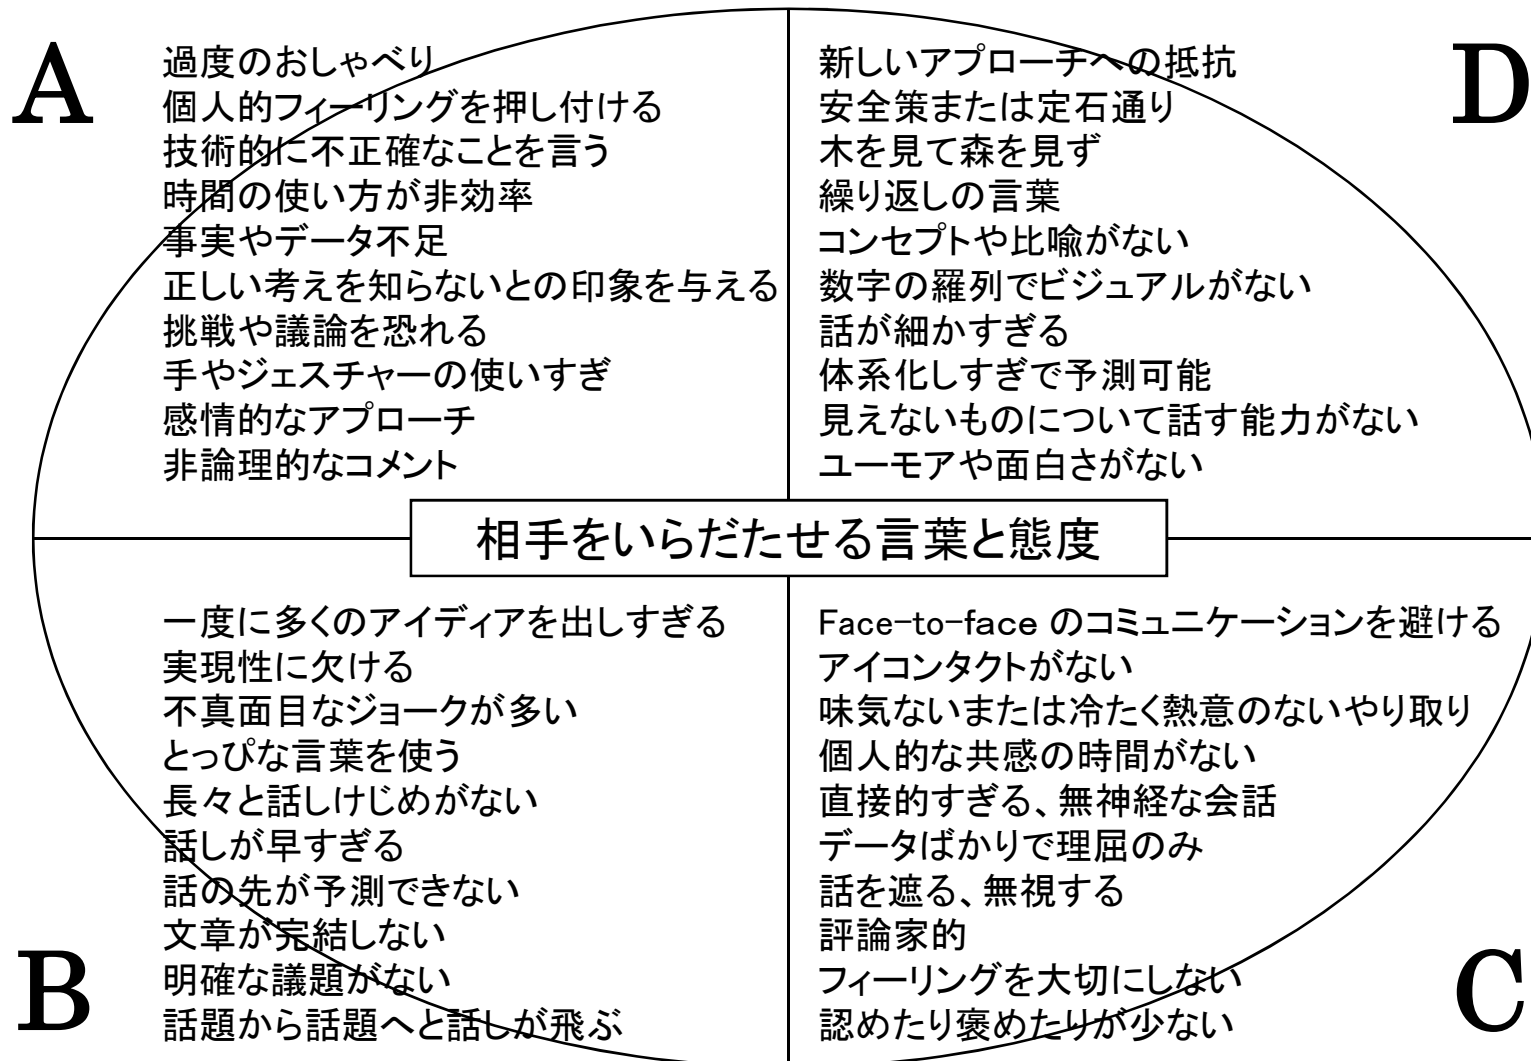 A
過度のおしゃべり
個人的フィーリングを押し付ける
技術的に不正確なことを言う
時間の使い方が非効率
事実やデータ不足
正しい考えを知らないとの印象を与える
挑戦や議論を恐れる
手やジェスチャーの使いすぎ
感情的なアプローチ
非論理的なコメント
D
新しいアプローチへの抵抗
安全策または定石通り
木を見て森を見ず
繰り返しの言葉
コンセプトや比喩がない
数字の羅列でビジュアルがない
話が細かすぎる
体系化しすぎで予測可能
見えないものについて話す能力がない
ユーモアや面白さがない
相手をいらだたせる言葉と態度
B
一度に多くのアイディアを出しすぎる
実現性に欠ける
不真面目なジョークが多い
とっぴな言葉を使う
長々と話しけじめがない
話しが早すぎる
話の先が予測できない
文章が完結しない
明確な議題がない
話題から話題へと話しが飛ぶ
C
Face-to-face のコミュニケーションを避ける
アイコンタクトがない
味気ないまたは冷たく熱意のないやり取り
個人的な共感の時間がない
直接的すぎる、無神経な会話
データばかりで理屈のみ
話を遮る、無視する
評論家的
フィーリングを大切にしない
認めたり褒めたりが少ない